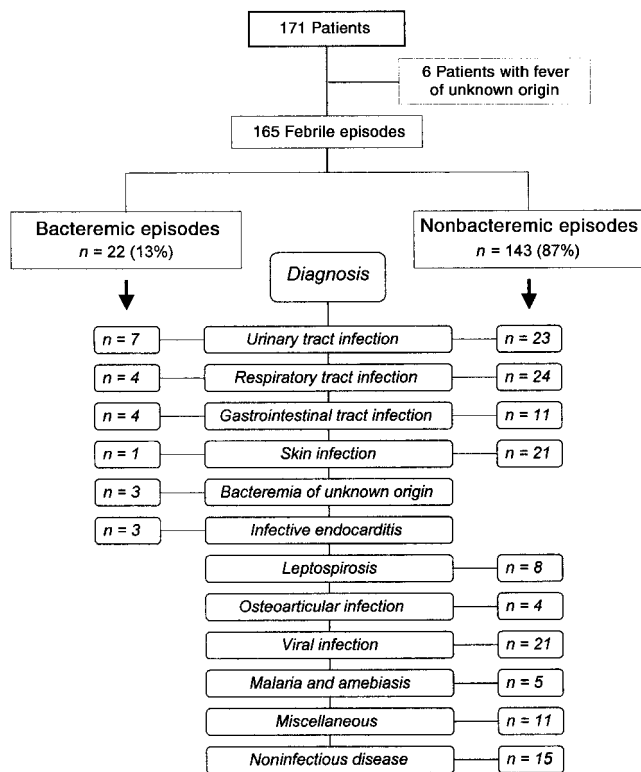 171 Patients
6 Patients with fever
of unknown origin
165 Febrile episodes
Bacteremic episodes
n = 22 (13%)
Nonbacteremic episodes
n = 143 (87%)
Diagnosis
n = 7 Urinary tract infection n = 23
n = 4 Respiratory tract infection n = 24
n = 4 Gastrointestinal tract infection n = 11
n = 1 Skin infection n = 21
n = 3 Bacteremia of unknown origin
n = 3 Infective endocarditis
Leptospirosis n = 8
Osteoarticular infection n = 4
Viral infection n = 21
Malaria and amebiasis n = 5
Miscellaneous n = 11
Noninfectious disease n = 15